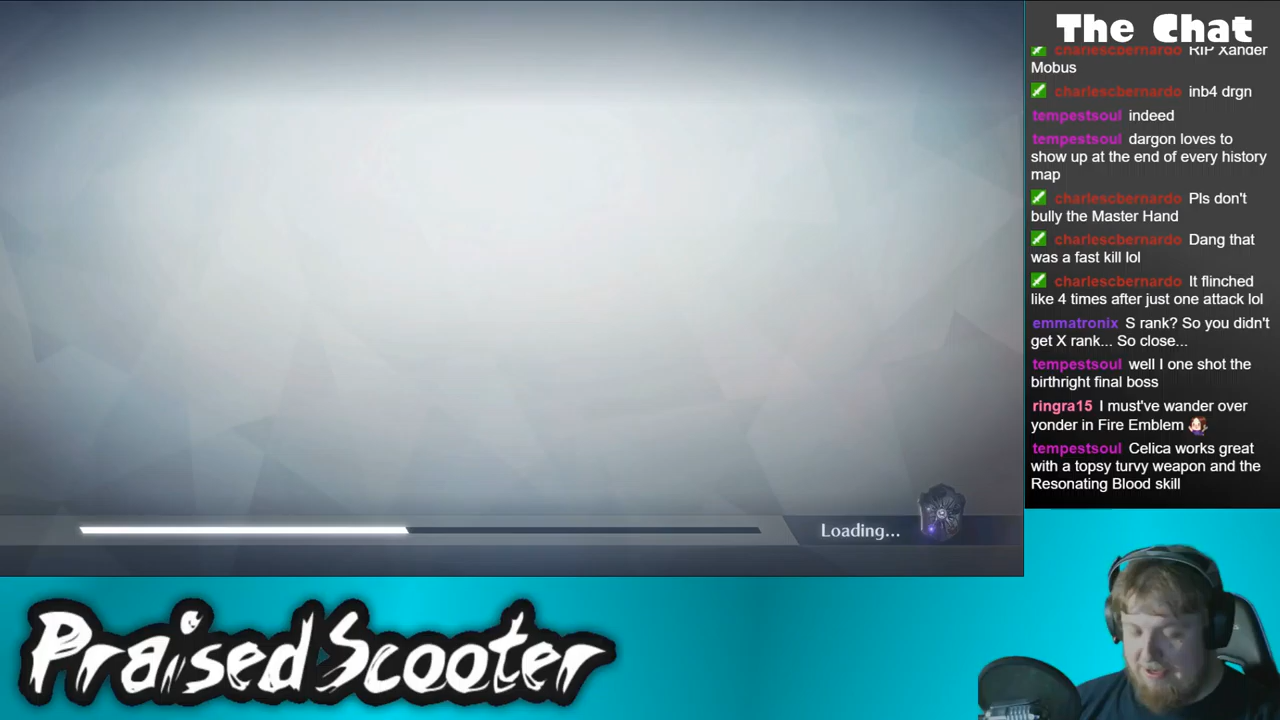 The Chat
charlescbernardo RIP Xander
Mobus
charlescbernardo inb4 drgn
tempestsoul indeed
tempestsoul dargon loves to
show up at the end of every history
map
charlescbernardo Pls don't
bully the Master Hand
charlescbernardo Dang that
was a fast kill lol
charlescbernardo It flinched
like 4 times after just one attack lol
emmatronix S rank? So you didn't
get X rank... So close...
tempestsoul well I one shot the
birthright final boss
ringra15 I must've wander over
yonder in Fire Emblem
tempestsoul Celica works great
with a topsy turvy weapon and the
Resonating Blood skill
Loading...
PraisedScooter